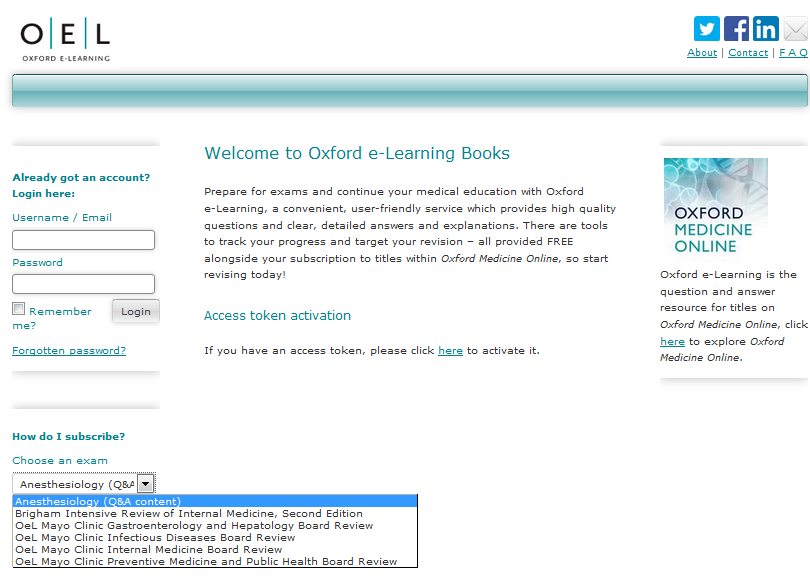 O|E|L
OXFORD E-LEARNING
About | Contact | F A Q
Already got an account?
Login here:
Username / Email
Password
Remember
me?
Login
Forgotten password?
How do I subscribe?
Choose an exam
Anesthesiology (Q&A
Anesthesiology (Q&A content)
Brigham Intensive Review of Internal Medicine, Second Edition
OeL Mayo Clinic Gastroenterology and Hepatology Board Review
OeL Mayo Clinic Infectious Diseases Board Review
OeL Mayo Clinic Internal Medicine Board Review
OeL Mayo Clinic Preventive Medicine and Public Health Board Review
Welcome to Oxford e-Learning Books
Prepare for exams and continue your medical education with Oxford
e-Learning, a convenient, user-friendly service which provides high quality
questions and clear, detailed answers and explanations. There are tools
to track your progress and target your revision – all provided FREE
alongside your subscription to titles within Oxford Medicine Online, so start
revising today!
Access token activation
If you have an access token, please click here to activate it.
OXFORD
MEDICINE
ONLINE
Oxford e-Learning is the
question and answer
resource for titles on
Oxford Medicine Online, click
here to explore Oxford
Medicine Online.